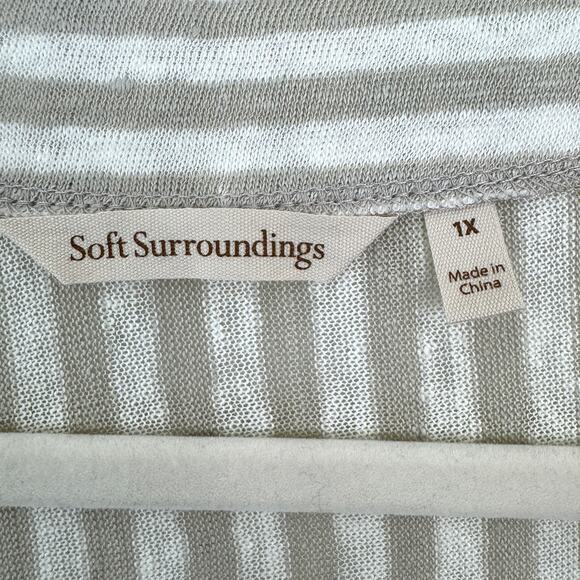 Soft Surroundings
1X
Made in
China